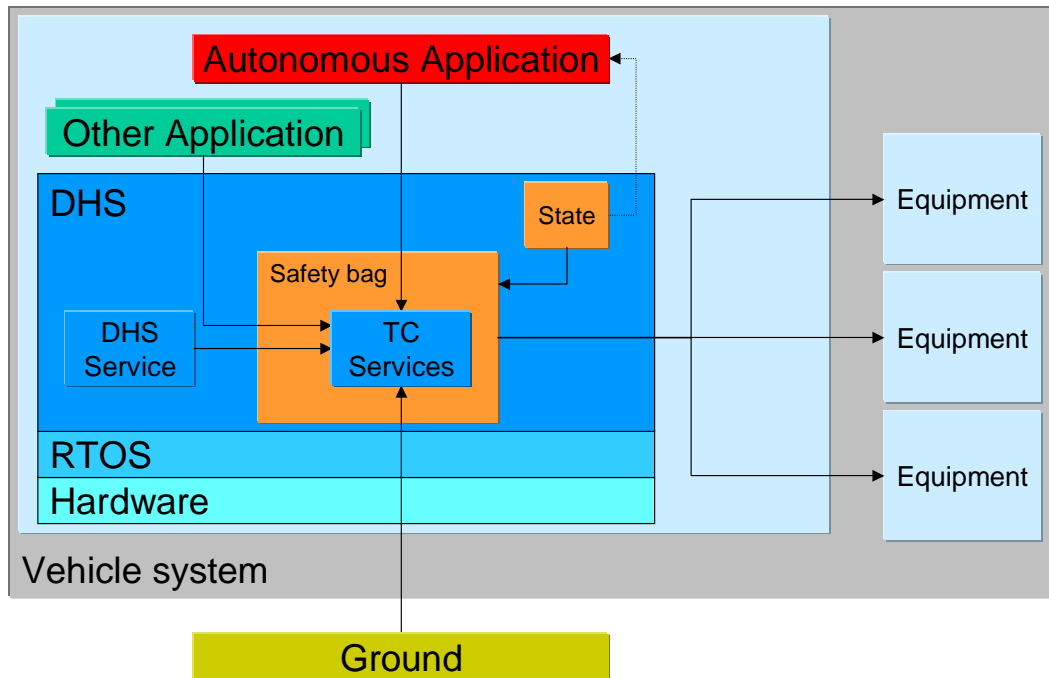 Autonomous Application
Other Application
DHS
State
Equipment
Safety bag
DHS
Service
TC
Services
Equipment
RTOS
Equipment
Hardware
Vehicle system
Ground